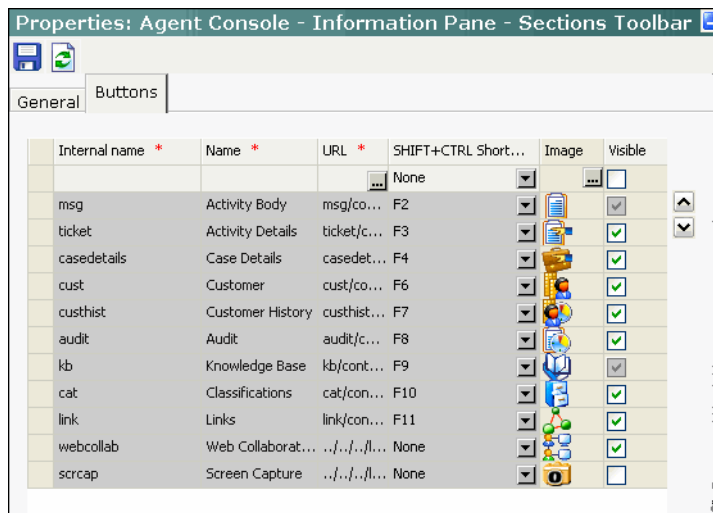 Properties: Agent Console - Information Pane - Sections Toolbar
General Buttons
Internal name * Name * URL * SHIFT+CTRL Short... Image Visible
... None ...
msg Activity Body msg/co... F2
ticket Activity Details ticket/c... F3
casedetails Case Details casedet... F4
cust Customer cust/co... F6
custhist Customer History custhist... F7
audit Audit audit/c... F8
kb Knowledge Base kb/cont... F9
cat Classifications cat/con... F10
link Links link/con... F11
webcollab Web Collaborat... ../../../l... None
scrcap Screen Capture ../../../l... None